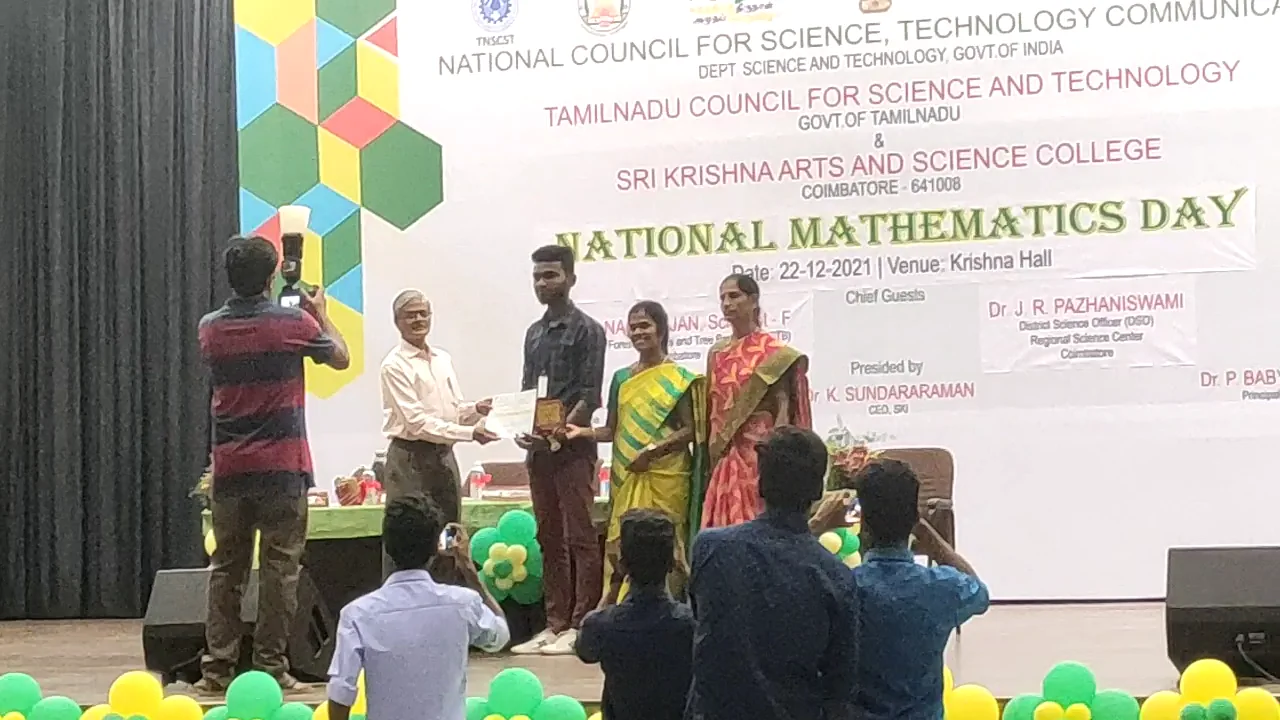 TNSCST
NATIONAL COUNCIL FOR SCIENCE, TECHNOLOGY COMMUNICA
DEPT SCIENCE AND TECHNOLOGY, GOVT.OF INDIA
TAMILNADU COUNCIL FOR SCIENCE AND TECHNOLOGY
GOVT.OF TAMILNADU
&
SRI KRISHNA ARTS AND SCIENCE COLLEGE
COIMBATORE - 641008
NATIONAL MATHEMATICS DAY
Date: 22-12-2021 | Venue: Krishna Hall
Chief Guests
JAN, - F
and Tree
Dr. J. R. PAZHANISWAMI
District Science Officer (DSO)
Regional Science Center
Coimbatore
Presided by
Dr K. SUNDARARAMAN
CEO, SKI
Dr. P. BABY
Principal